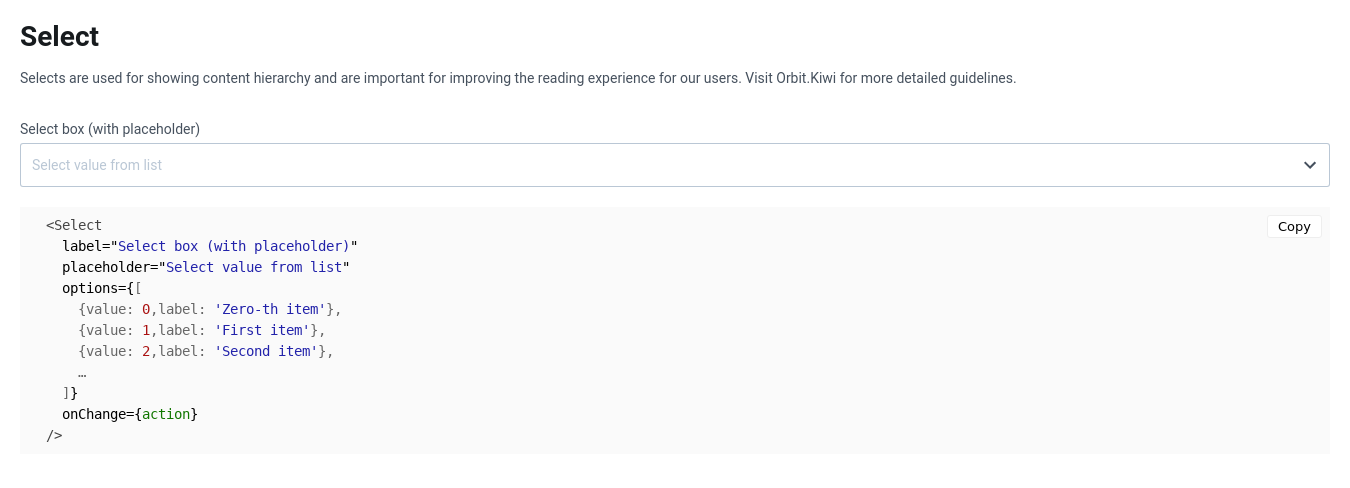 Select
Selects are used for showing content hierarchy and are important for improving the reading experience for our users. Visit Orbit.Kiwi for more detailed guidelines.
Select box (with placeholder)
Select value from list
Copy
<Select
  label="Select box (with placeholder)"
  placeholder="Select value from list"
  options={[
    {value: 0,label: 'Zero-th item'},
    {value: 1,label: 'First item'},
    {value: 2,label: 'Second item'},
    …
  ]}
  onChange={action}
/>